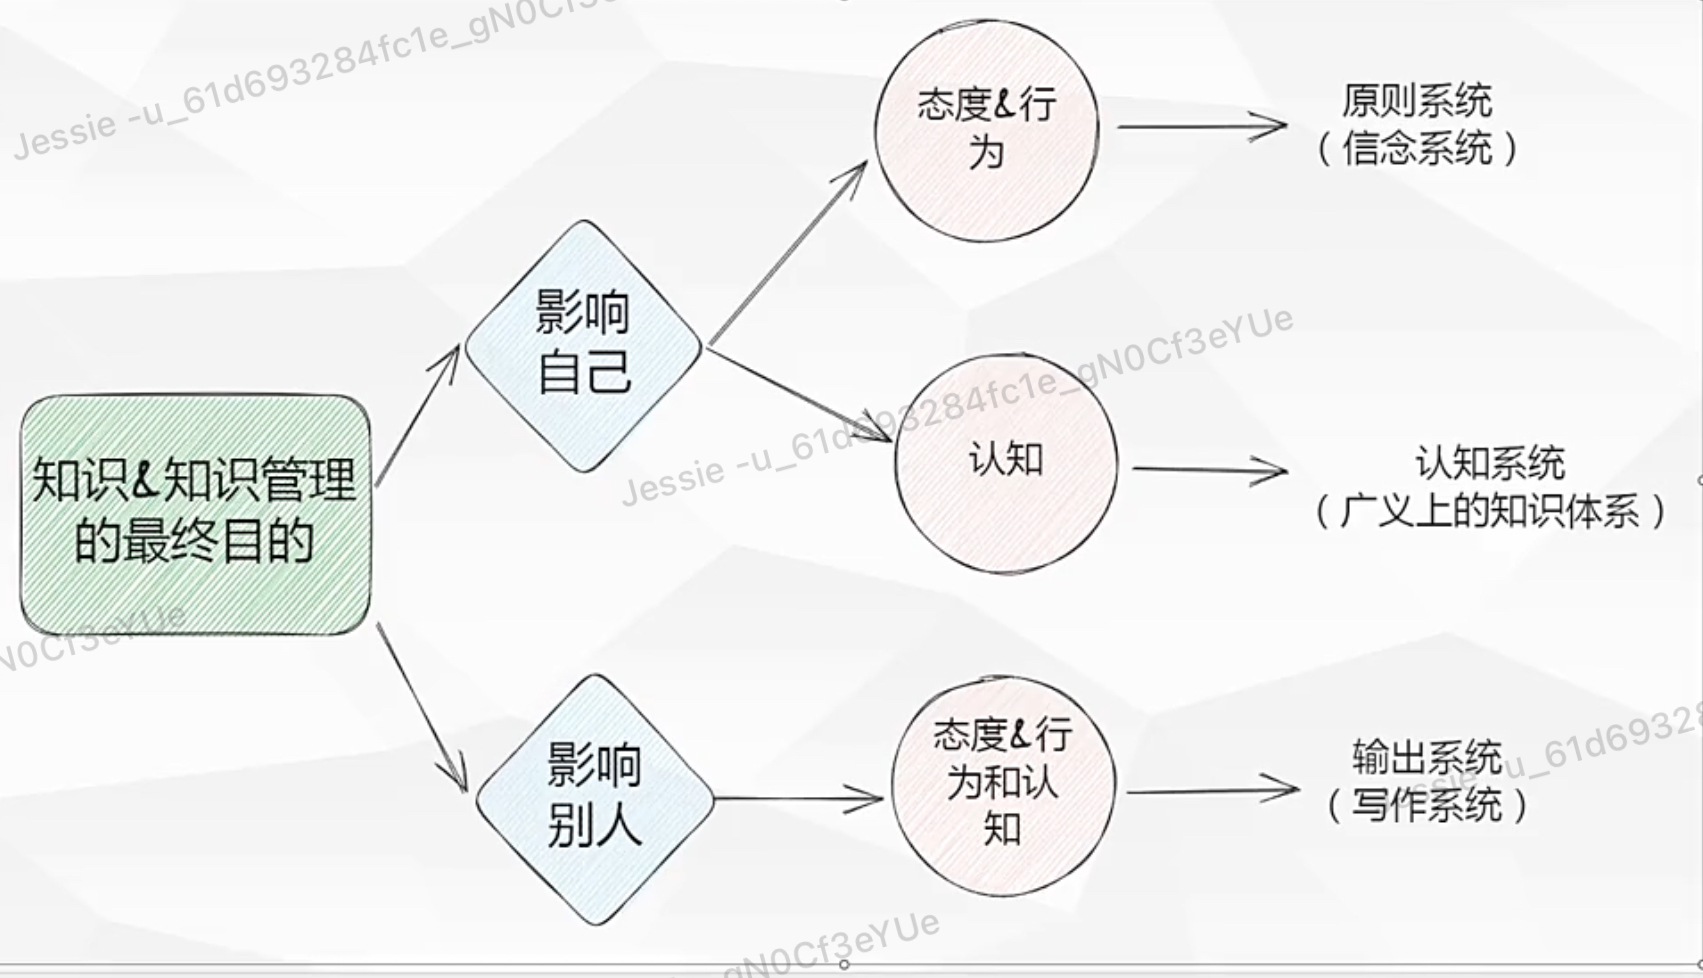 Jessie -u_61d693284fc1e_gN0Cf3e
态度&行
为
原则系统
（信念系统）
影响
自己
Jessie -u_61d693284fc1e_gN0Cf3eYUe
知识&知识管理
的最终目的
认知
认知系统
（广义上的知识体系）
N0Cf3eYUe
影响
别人
态度&行
为和认
知
输出系统
（写作系统）
Jessie -u_61d6932
gN0Cf3eYUe